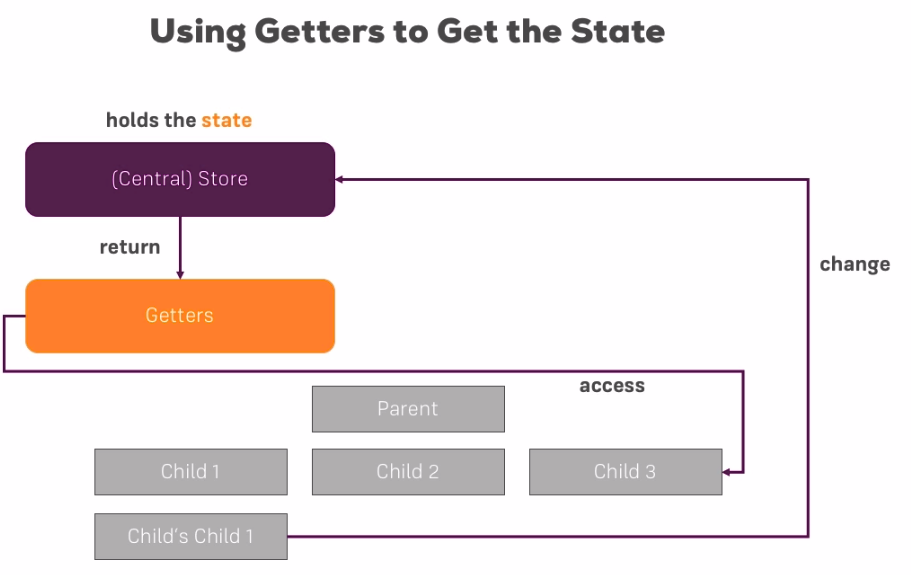 Using Getters to Get the State
holds the state
(Central) Store
return
change
Getters
access
Parent
Child 1
Child 2
Child 3
Child's Child 1